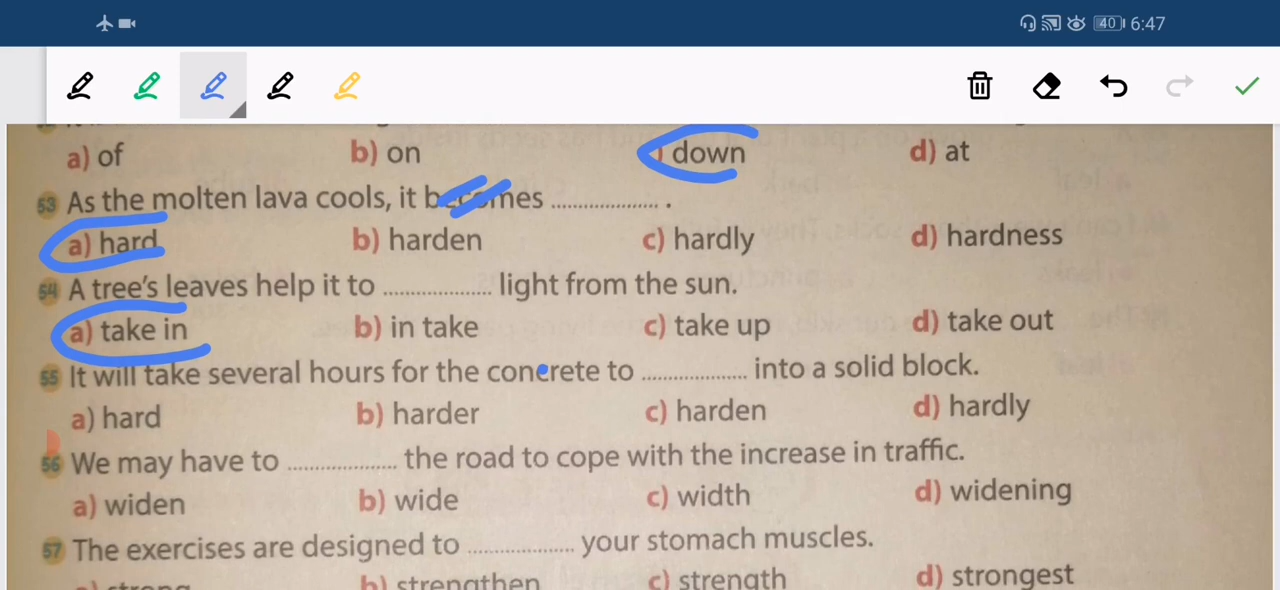 40 6:47
a) of b) on c) down d) at
53 As the molten lava cools, it becomes .................. .
a) hard b) harden c) hardly d) hardness
54 A tree's leaves help it to .................. light from the sun.
a) take in b) in take c) take up d) take out
55 It will take several hours for the concrete to .................. into a solid block.
a) hard b) harder c) harden d) hardly
56 We may have to .................. the road to cope with the increase in traffic.
a) widen b) wide c) width d) widening
57 The exercises are designed to .................. your stomach muscles.
a) strong b) strengthen c) strength d) strongest